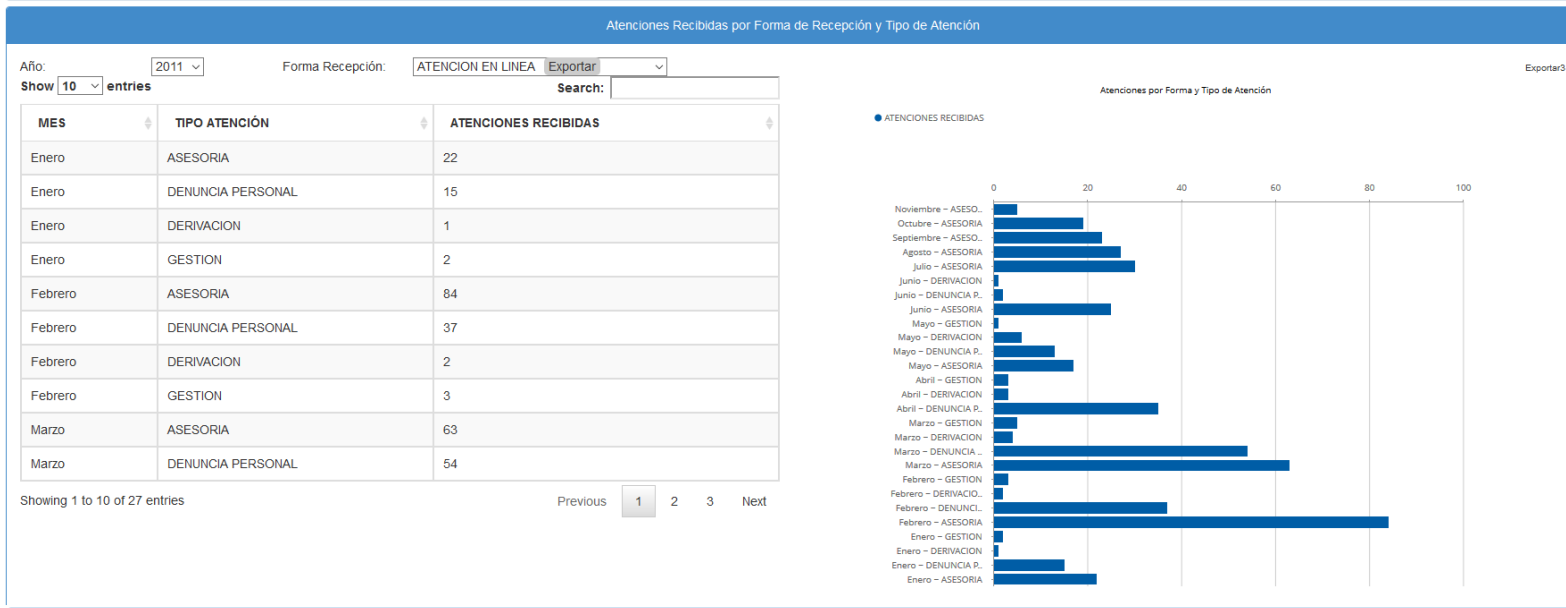 Atenciones Recibidas por Forma de Recepción y Tipo de Atención
Año: 2011 Forma Recepción: ATENCION EN LINEA Exportar
Show 10 entries Search:
MES TIPO ATENCIÓN ATENCIONES RECIBIDAS
Enero ASESORIA 22
Enero DENUNCIA PERSONAL 15
Enero DERIVACION 1
Enero GESTION 2
Febrero ASESORIA 84
Febrero DENUNCIA PERSONAL 37
Febrero DERIVACION 2
Febrero GESTION 3
Marzo ASESORIA 63
Marzo DENUNCIA PERSONAL 54
Showing 1 to 10 of 27 entries Previous 1 2 3 Next
Exportar3
Atenciones por Forma y Tipo de Atención
ATENCIONES RECIBIDAS
0 20 40 60 80 100
Noviembre – ASESO..
Octubre – ASESORIA
Septiembre – ASESO..
Agosto – ASESORIA
Julio – ASESORIA
Junio – DERIVACION
Junio – DENUNCIA P..
Junio – ASESORIA
Mayo – GESTION
Mayo – DERIVACION
Mayo – DENUNCIA P..
Mayo – ASESORIA
Abril – GESTION
Abril – DERIVACION
Abril – DENUNCIA P..
Marzo – GESTION
Marzo – DERIVACION
Marzo – DENUNCIA ..
Marzo – ASESORIA
Febrero – GESTION
Febrero – DERIVACIO..
Febrero – DENUNCI..
Febrero – ASESORIA
Enero – GESTION
Enero – DERIVACION
Enero – DENUNCIA P..
Enero – ASESORIA